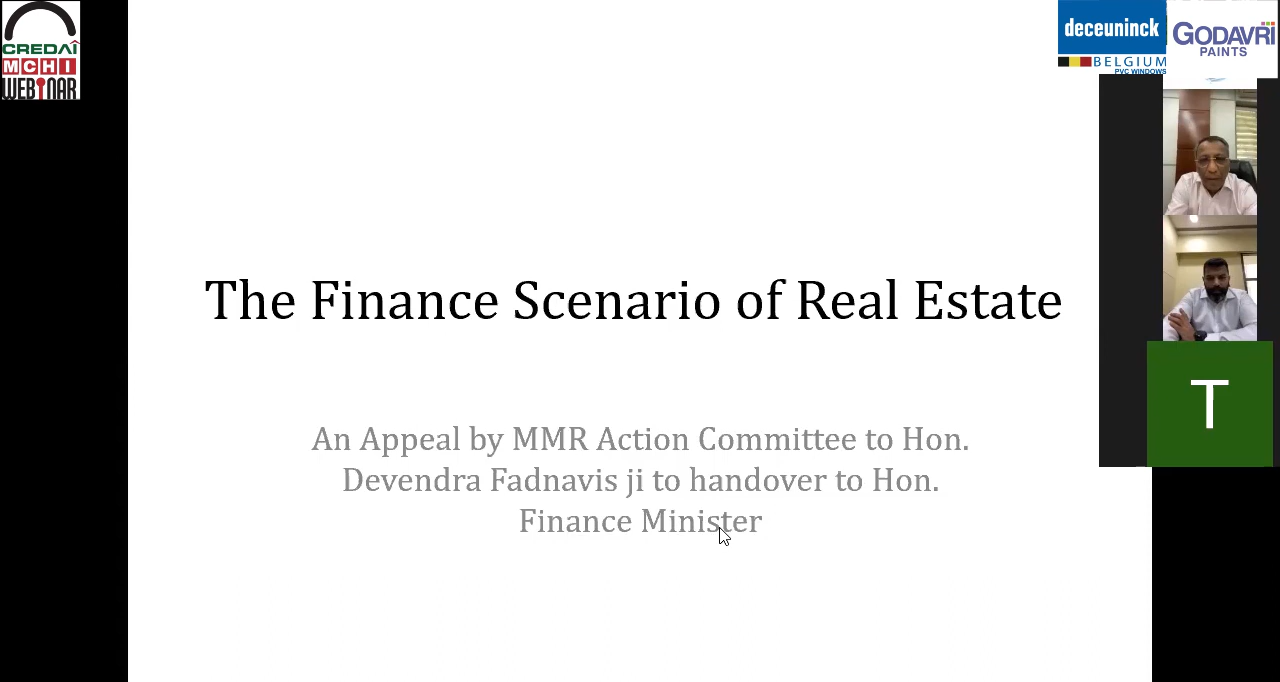 CREDAI
MCHI
WEBINAR
deceuninck
BELGIUM
PVC WINDOWS
GODAVRI
PAINTS
The Finance Scenario of Real Estate
An Appeal by MMR Action Committee to Hon.
Devendra Fadnavis ji to handover to Hon.
Finance Minister
T